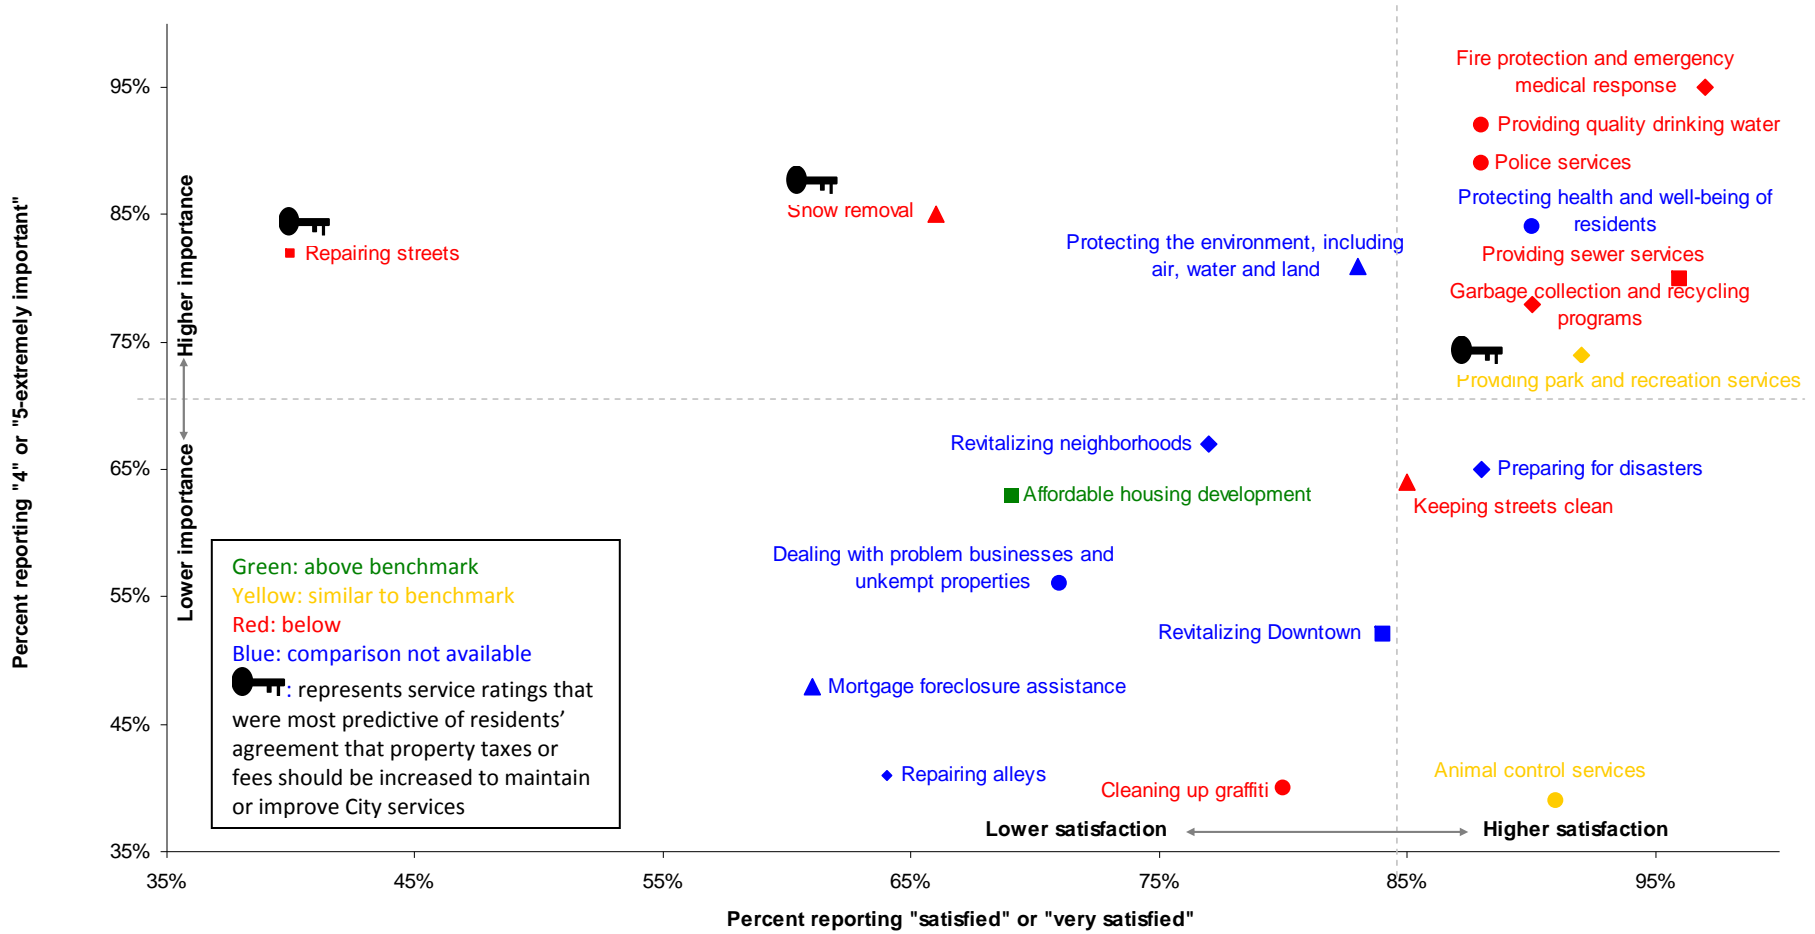 Fire protection and emergency
medical response
95%
Providing quality drinking water
Police services
Protecting health and well-being of
residents
85%
Snow removal
Repairing streets
Protecting the environment, including
air, water and land
Providing sewer services
Garbage collection and recycling
programs
75%
Providing park and recreation services
Percent reporting "4" or "5-extremely important"
Higher importance
Lower importance
Revitalizing neighborhoods
65%
Preparing for disasters
Affordable housing development
Keeping streets clean
Dealing with problem businesses and
unkempt properties
55%
Revitalizing Downtown
Mortgage foreclosure assistance
45%
Repairing alleys
Cleaning up graffiti
Animal control services
Green: above benchmark
Yellow: similar to benchmark
Red: below
Blue: comparison not available
: represents service ratings that
were most predictive of residents’
agreement that property taxes or
fees should be increased to maintain
or improve City services
Lower satisfaction
Higher satisfaction
35%
35%
45%
55%
65%
75%
85%
95%
Percent reporting "satisfied" or "very satisfied"